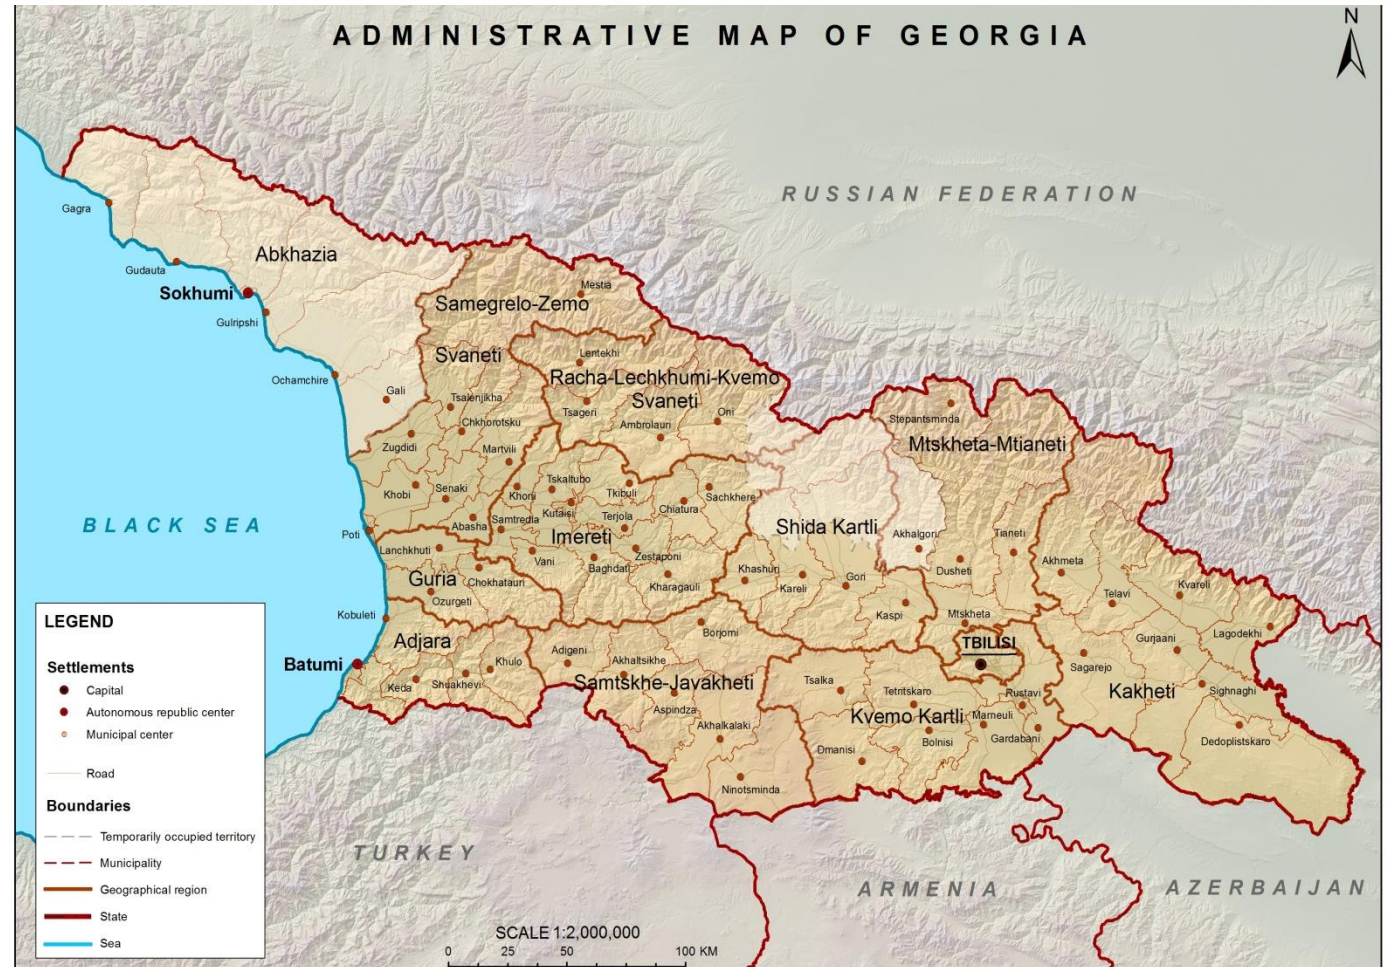 ADMINISTRATIVE MAP OF GEORGIA
N
RUSSIAN FEDERATION
Gagra
Abkhazia
Gudauta
Sokhumi
Gulripshi
Mestia
Samegrelo-Zemo
Svaneti
Lentekhi
Racha-Lechkhumi-Kvemo
Svaneti
Ochamchire
Gali
Tsalenjikha
Tsageri
Oni
Chkhorotsku
Ambrolauri
Stepantsminda
Mtskheta-Mtianeti
Zugdidi
Martvili
Khobi
Senaki
Khoni
Tskaltubo
Tkibuli
Sachkhere
Kutaisi
Chiatura
Abasha
Samtredia
Terjola
Imereti
Shida Kartli
BLACK SEA
Poti
Akhalgori
Tianeti
Lanchkhuti
Vani
Baghdati
Zestaponi
Kharagauli
Khashuri
Kareli
Gori
Dusheti
Akhmeta
Kvareli
Guria
Chokhatauri
Ozurgeti
Telavi
Kaspi
Mtskheta
Kobuleti
Adjara
Borjomi
TBILISI
Gurjaani
Lagodekhi
Batumi
Khulo
Adigeni
Akhaltsikhe
Sagarejo
Keda
Shuakhevi
Samtskhe-Javakheti
Tsalka
Tetritskaro
Rustavi
Kakheti
Sighnaghi
Aspindza
Kvemo Kartli
Marneuli
Akhalkalaki
Bolnisi
Gardabani
Dedoplistskaro
Dmanisi
Ninotsminda
TURKEY
ARMENIA
AZERBAIJAN
LEGEND
Settlements
Capital
Autonomous republic center
Municipal center
Road
Boundaries
Temporarily occupied territory
Municipality
Geographical region
State
Sea
SCALE 1:2,000,000
0 25 50 100 KM